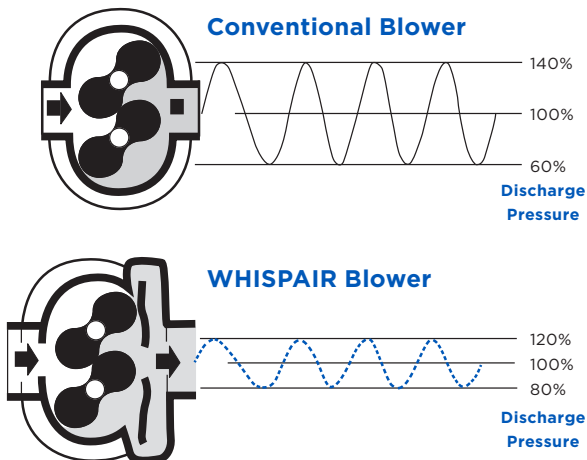 Conventional Blower
140%
100%
60%
Discharge
Pressure
WHISPAIR Blower
120%
100%
80%
Discharge
Pressure